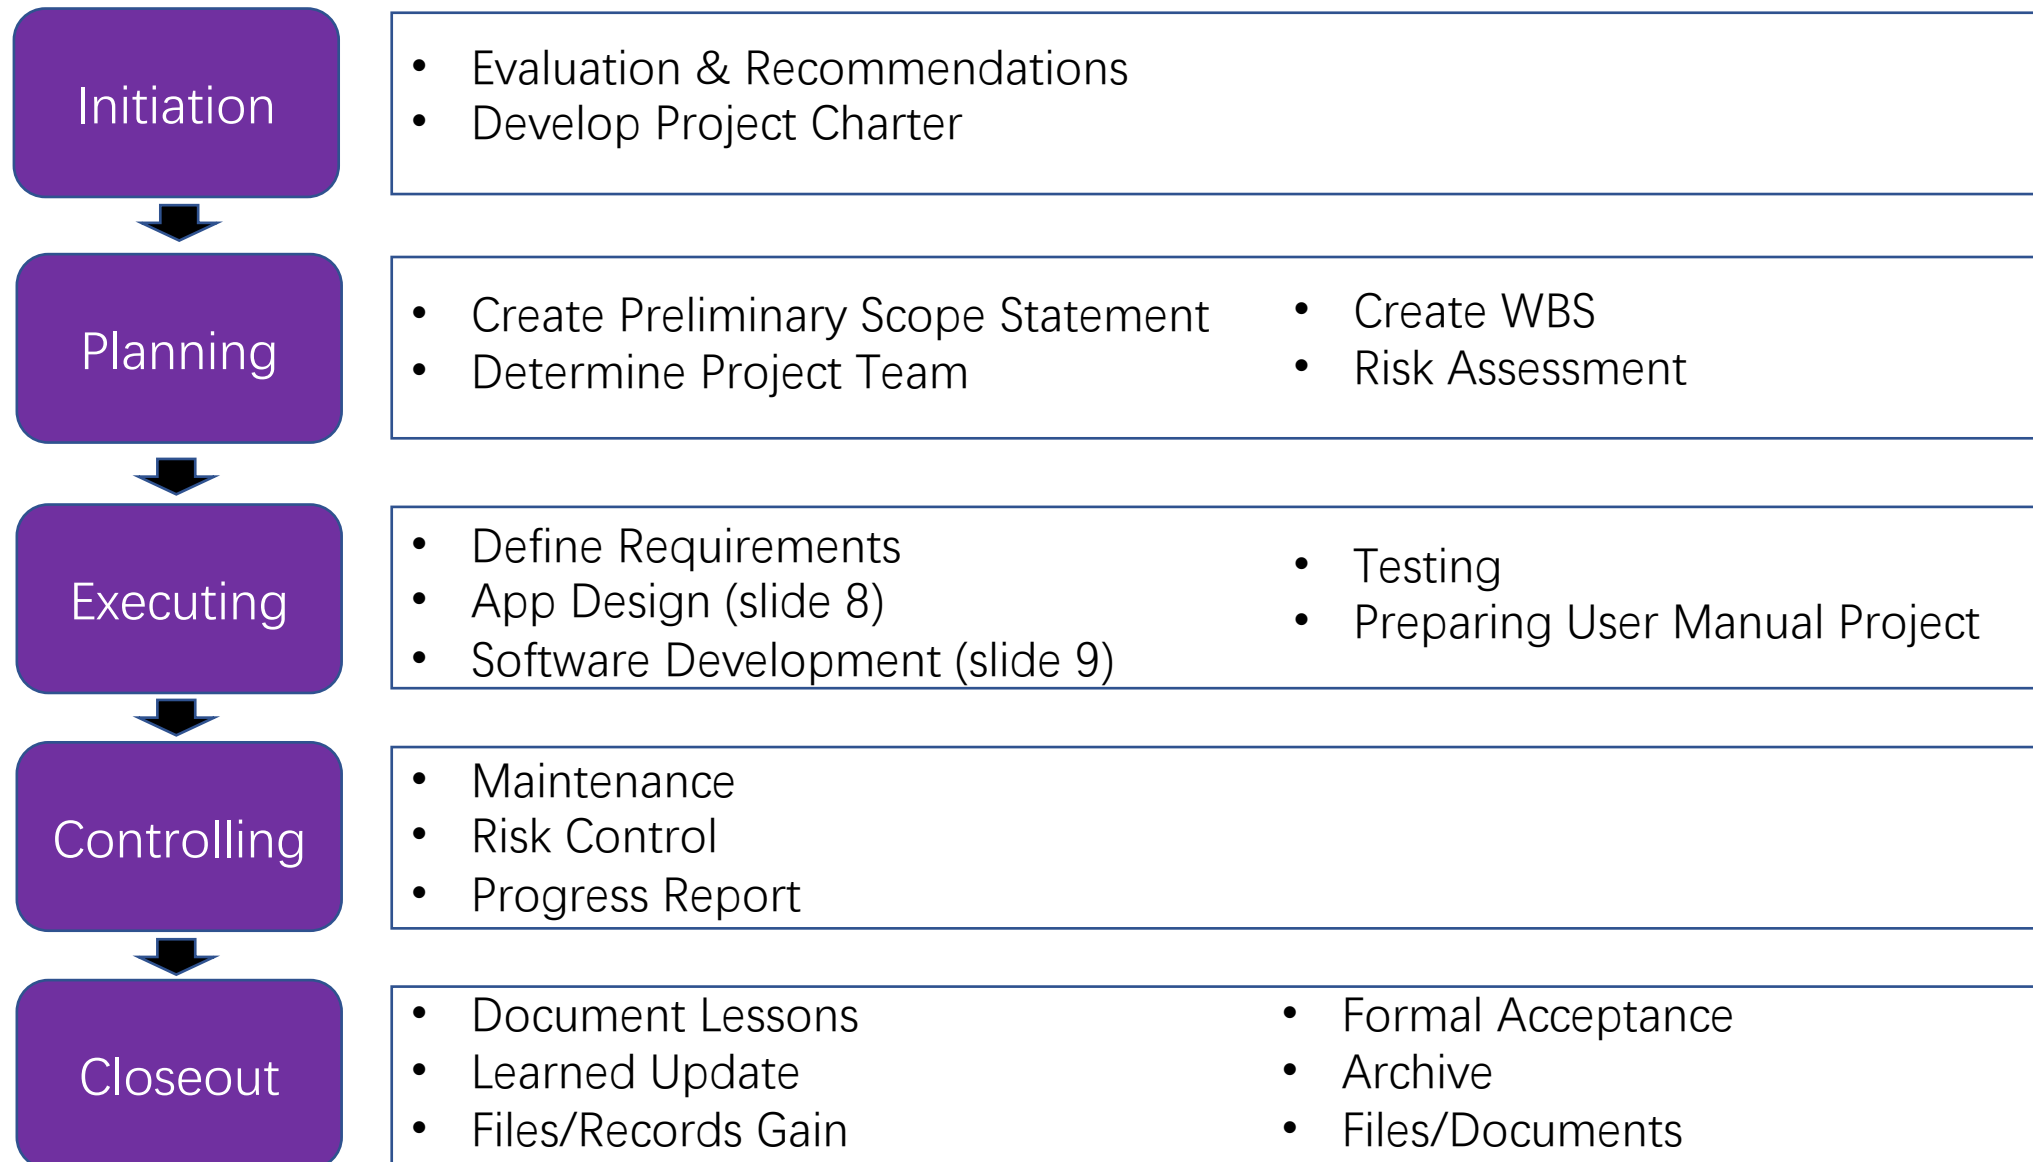 Initiation
• Evaluation & Recommendations
• Develop Project Charter
Planning
• Create Preliminary Scope Statement
• Determine Project Team
• Create WBS
• Risk Assessment
Executing
• Define Requirements
• App Design (slide 8)
• Software Development (slide 9)
• Testing
• Preparing User Manual Project
Controlling
• Maintenance
• Risk Control
• Progress Report
Closeout
• Document Lessons
• Learned Update
• Files/Records Gain
• Formal Acceptance
• Archive
• Files/Documents